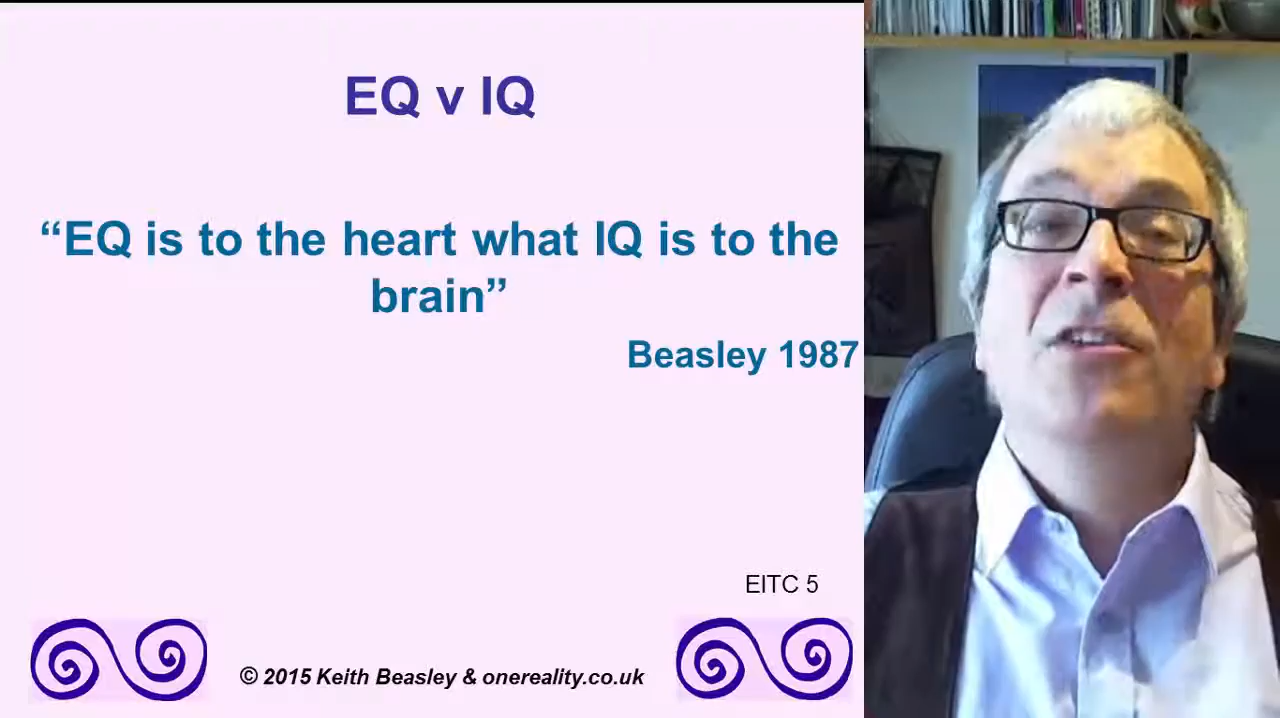 EQ v IQ
“EQ is to the heart what IQ is to the
brain”
Beasley 1987
EITC 5
© 2015 Keith Beasley & onereality.co.uk